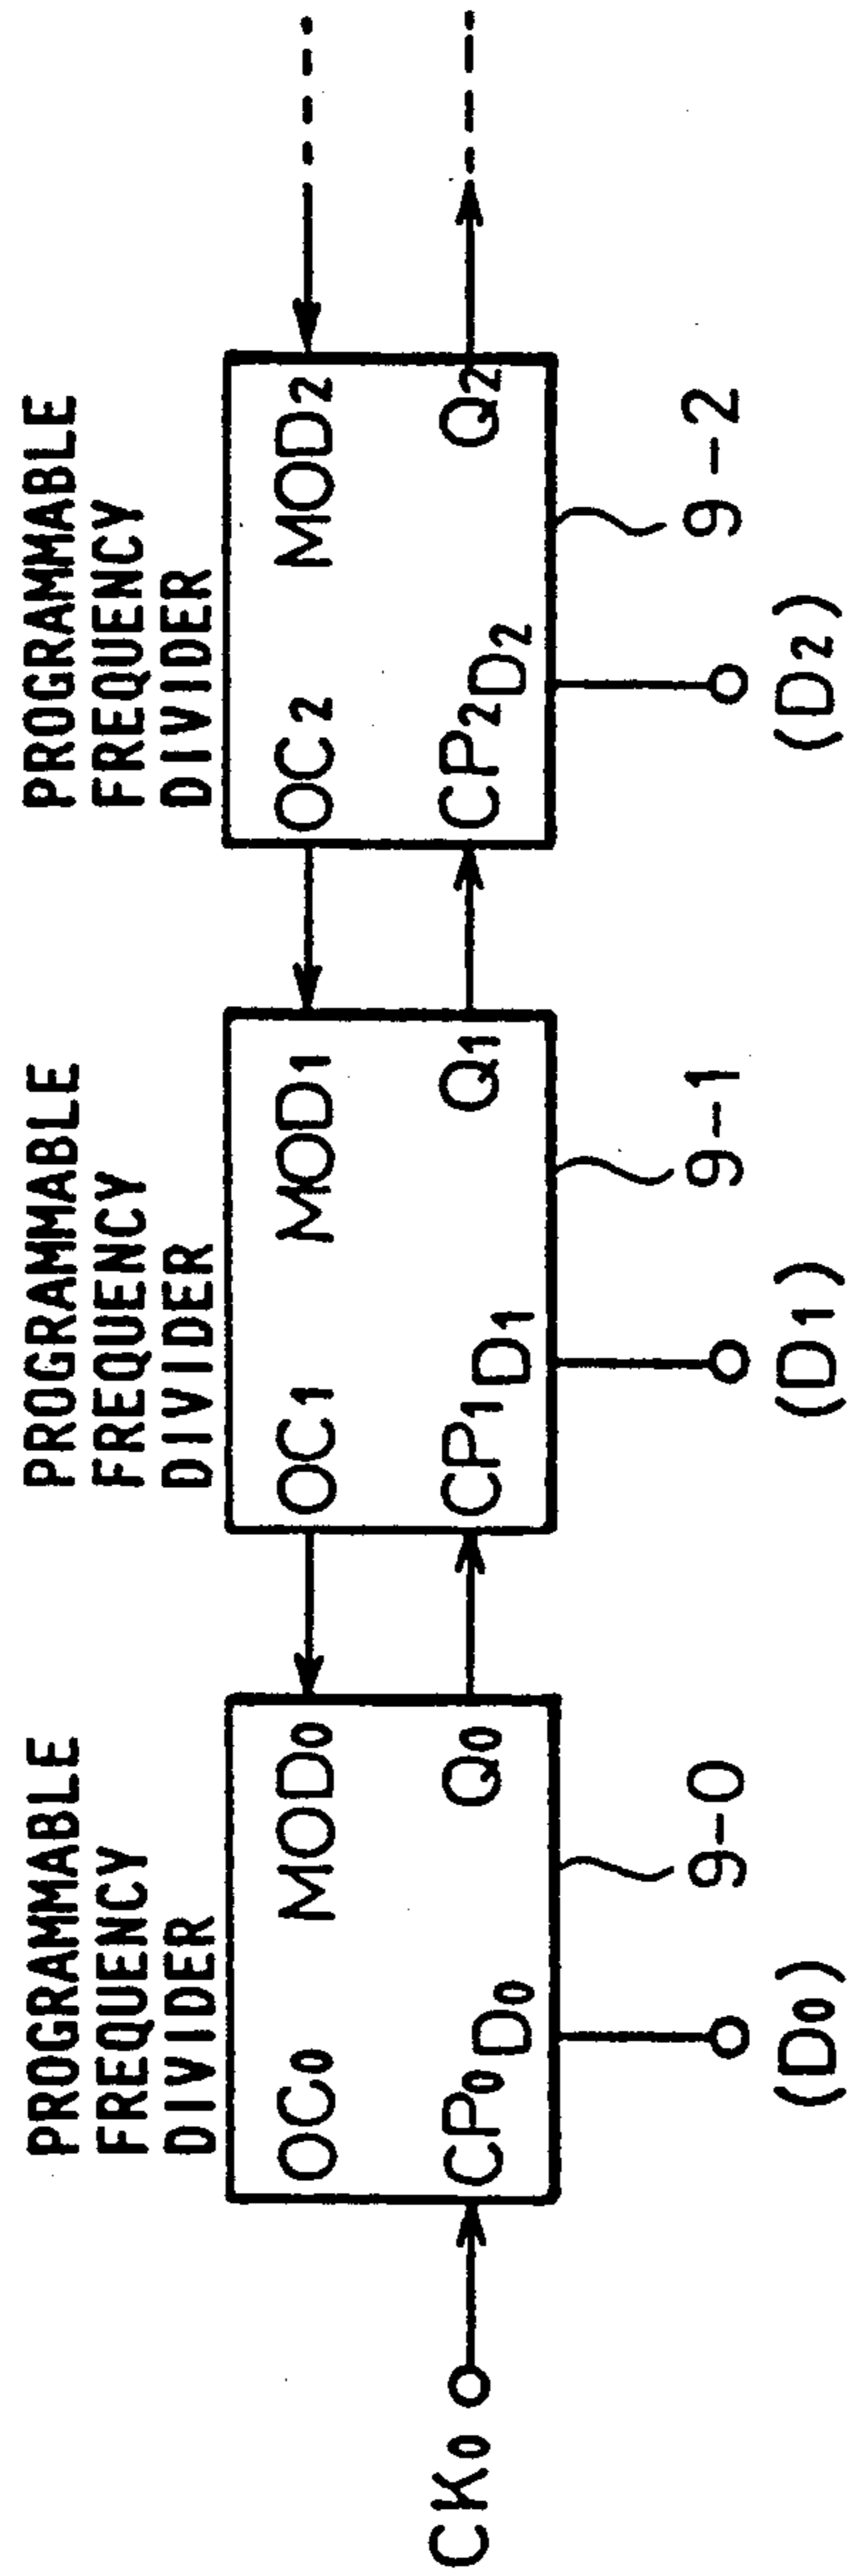 PROGRAMMABLE
FREQUENCY
DIVIDER
OC0 MOD0
CP0 D0 Q0
CK0
9-0
(D0)
PROGRAMMABLE
FREQUENCY
DIVIDER
OC1 MOD1
CP1 D1 Q1
9-1
(D1)
PROGRAMMABLE
FREQUENCY
DIVIDER
OC2 MOD2
CP2 D2 Q2
9-2
(D2)